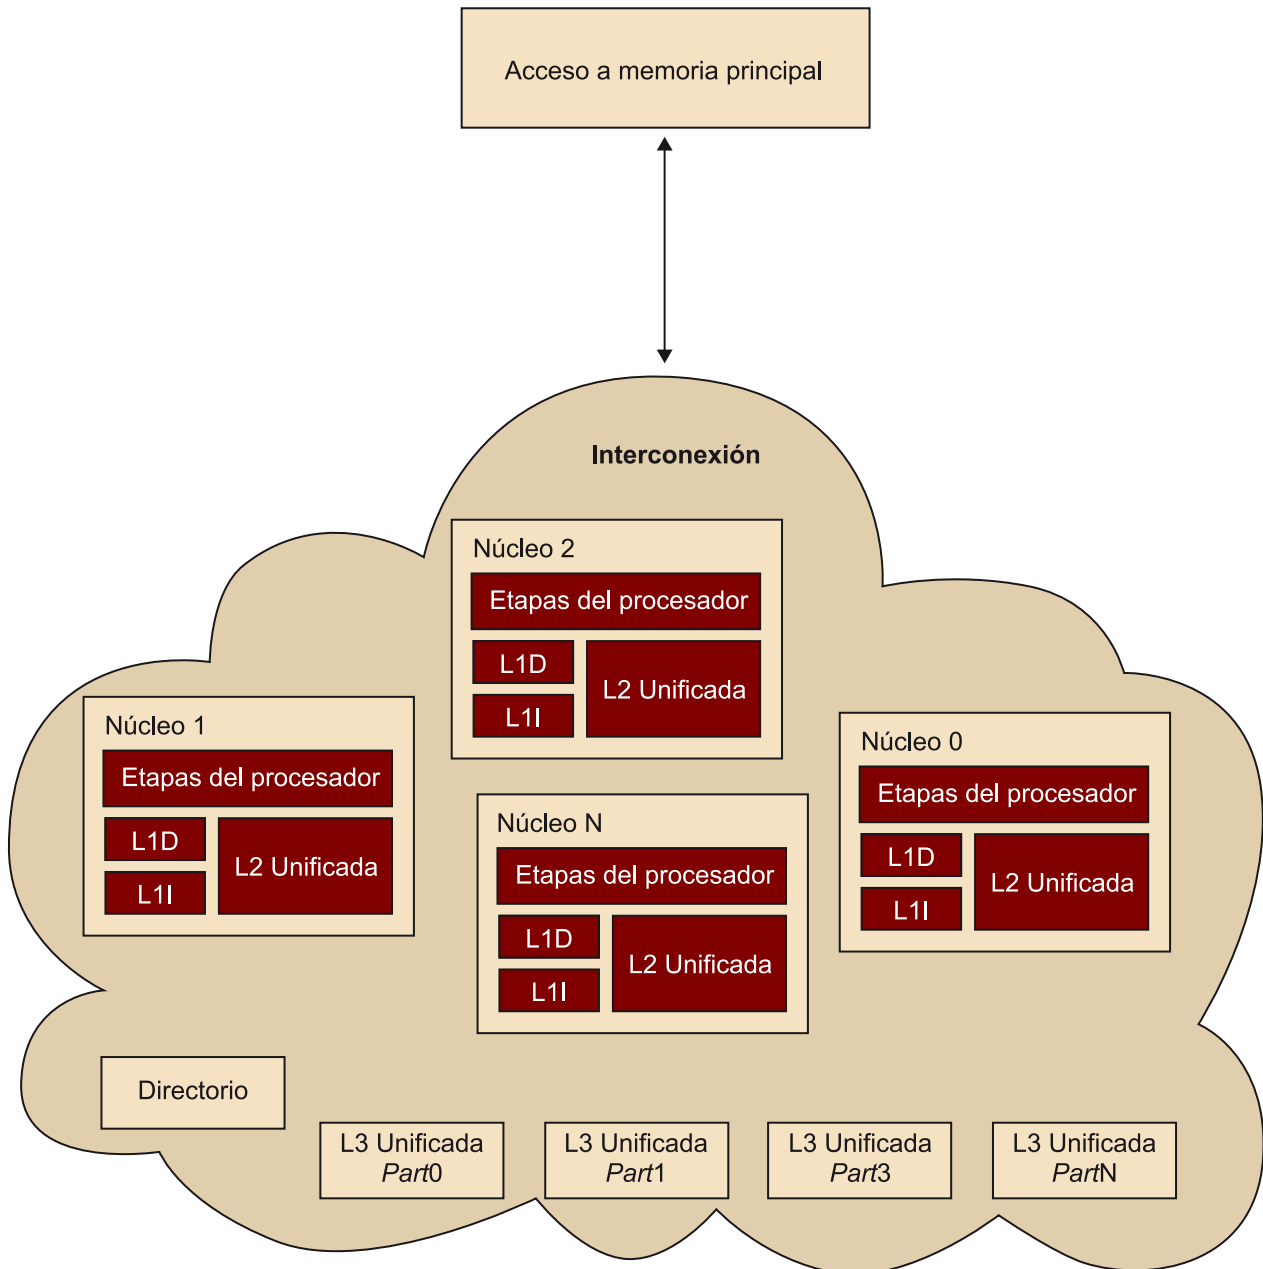 Acceso a memoria principal
Interconexión
Núcleo 2
Etapas del procesador
L1D
L2 Unificada
L1I
Núcleo 1
Etapas del procesador
L1D
L2 Unificada
L1I
Núcleo 0
Etapas del procesador
L1D
L2 Unificada
L1I
Núcleo N
Etapas del procesador
L1D
L2 Unificada
L1I
Directorio
L3 Unificada
Part0
L3 Unificada
Part1
L3 Unificada
Part3
L3 Unificada
PartN